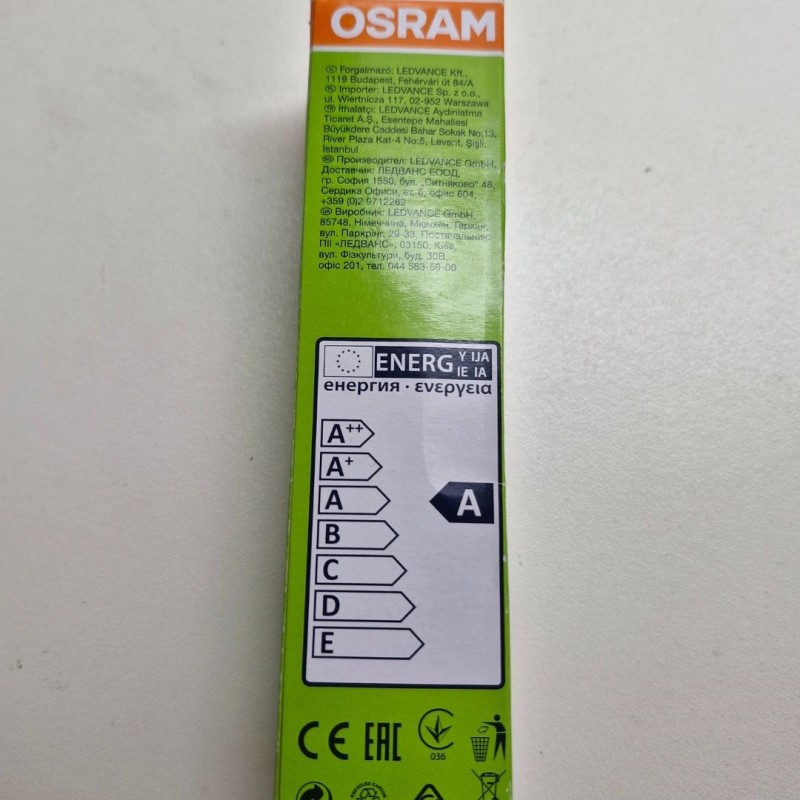 OSRAM
Forgalmazó: LEDVANCE Kft.,
1119 Budapest, Fehérvári út 84/A
Importer: LEDVANCE Sp. z o.o.,
ul. Wiertnicza 117, 02-952 Warszawa
İthalatçı: LEDVANCE Aydınlatma
Ticaret A.Ş., Esentepe Mahallesi
Büyükdere Caddesi Bahar Sokak No:13,
River Plaza Kat-4 No:5, Levent, Şişli,
İstanbul
Производител: LEDVANCE GmbH,
Доставчик: ЛЕДВАНС ЕООД,
гр. София 1550, бул. „Ситняково“ 48,
Сердика Офиси, ет. 6, офис 604,
+359 (0)2 9712262
UA Виробник: LEDVANCE GmbH,
85748, Німеччина, Мюнхен, Гархінг,
вул. Паркрінг, 29-33. Постачальник:
ПІІ «ЛЕДВАНС», 03150, Київ,
вул. Фізкультури, буд. 30В,
офіс 201, тел. 044 583-59-00
ENERG Y IJA
IE IA
енергия · ενεργεια
A++
A+
A A
B
C
D
E
CE EAC
036